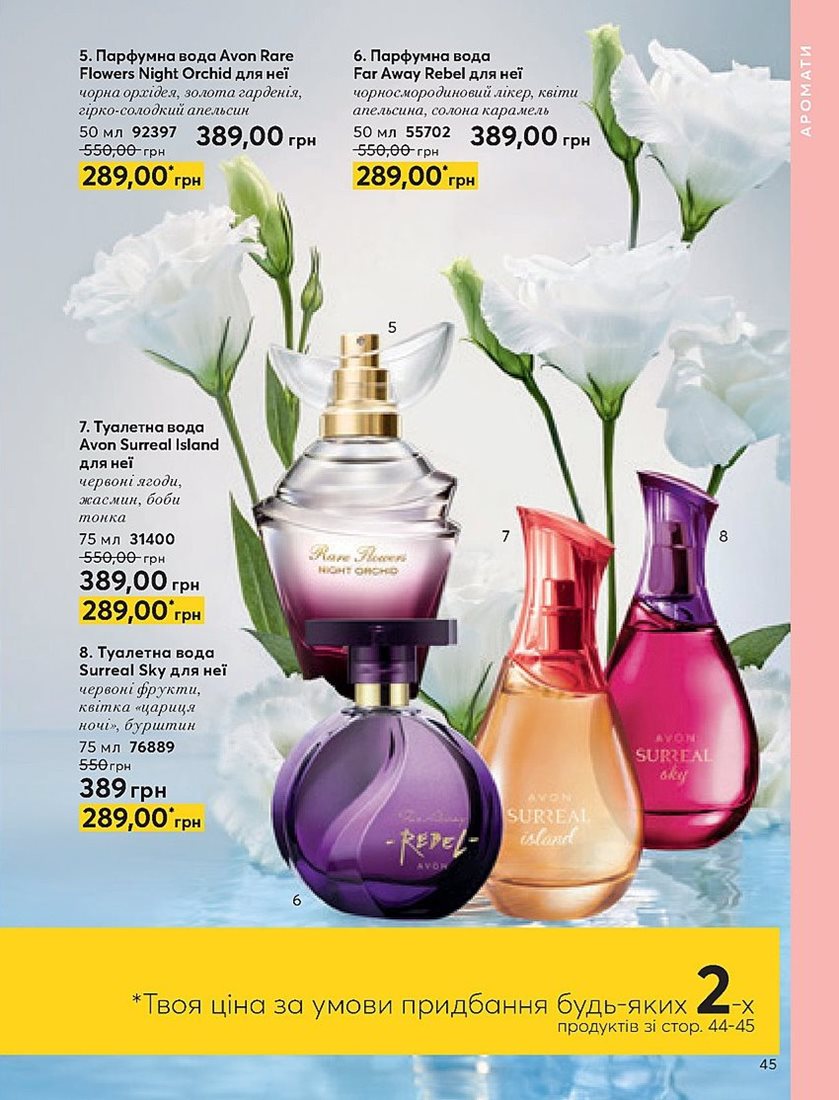 5. Парфумна вода Avon Rare
Flowers Night Orchid для неї
чорна орхідея, золота гарденія,
гірко-солодкий апельсин
50 мл 92397 389,00 грн
550,00 грн
289,00* грн
6. Парфумна вода
Far Away Rebel для неї
чорносмородиновий лікер, квіти
апельсина, солона карамель
50 мл 55702 389,00 грн
550,00 грн
289,00* грн
АРОМАТИ
5
7. Туалетна вода
Avon Surreal Island
для неї
червоні ягоди,
жасмин, боби
тонка
75 мл 31400
550,00 грн
389,00 грн
289,00* грн
8. Туалетна вода
Surreal Sky для неї
червоні фрукти,
квітка «цариця
ночі», бурштин
75 мл 76889
550 грн
389 грн
289,00* грн
Rare Flowers
NIGHT ORCHID
7
8
AVON
SURREAL
sky
AVON
SURREAL
island
Far Away
-REBEL-
AVON
6
*Твоя ціна за умови придбання будь-яких 2-х
продуктів зі стор. 44-45
45